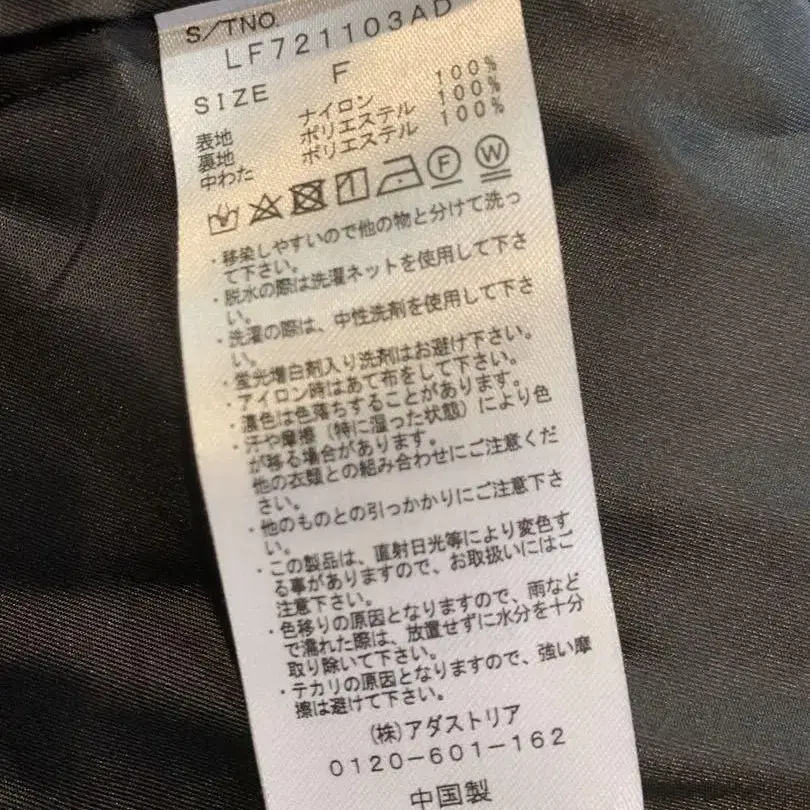 S/TNO.
LF721103AD
SIZE F
表地 ナイロン 100%
裏地 ポリエステル 100%
中わた ポリエステル 100%
F W
・移染しやすいので他の物と分けて洗っ
て下さい。
・脱水の際は洗濯ネットを使用して下さ
い。
・洗濯の際は、中性洗剤を使用して下さ
い。
・蛍光増白剤入り洗剤はお避け下さい。
・アイロン時はあて布をして下さい。
・濃色は色落ちすることがあります。
・汗や摩擦（特に湿った状態）により色
が移る場合があります。
他の衣類との組み合わせにご注意くだ
さい。
・他のものとの引っかかりにご注意下さ
い。
・この製品は、直射日光等により変色す
る事がありますので、お取扱いにはご
注意下さい。
・色移りの原因となりますので、雨など
で濡れた際は、放置せずに水分を十分
取り除いて下さい。
・テカリの原因となりますので、強い摩
擦は避けて下さい。
(株)アダストリア
0120-601-162
中国製